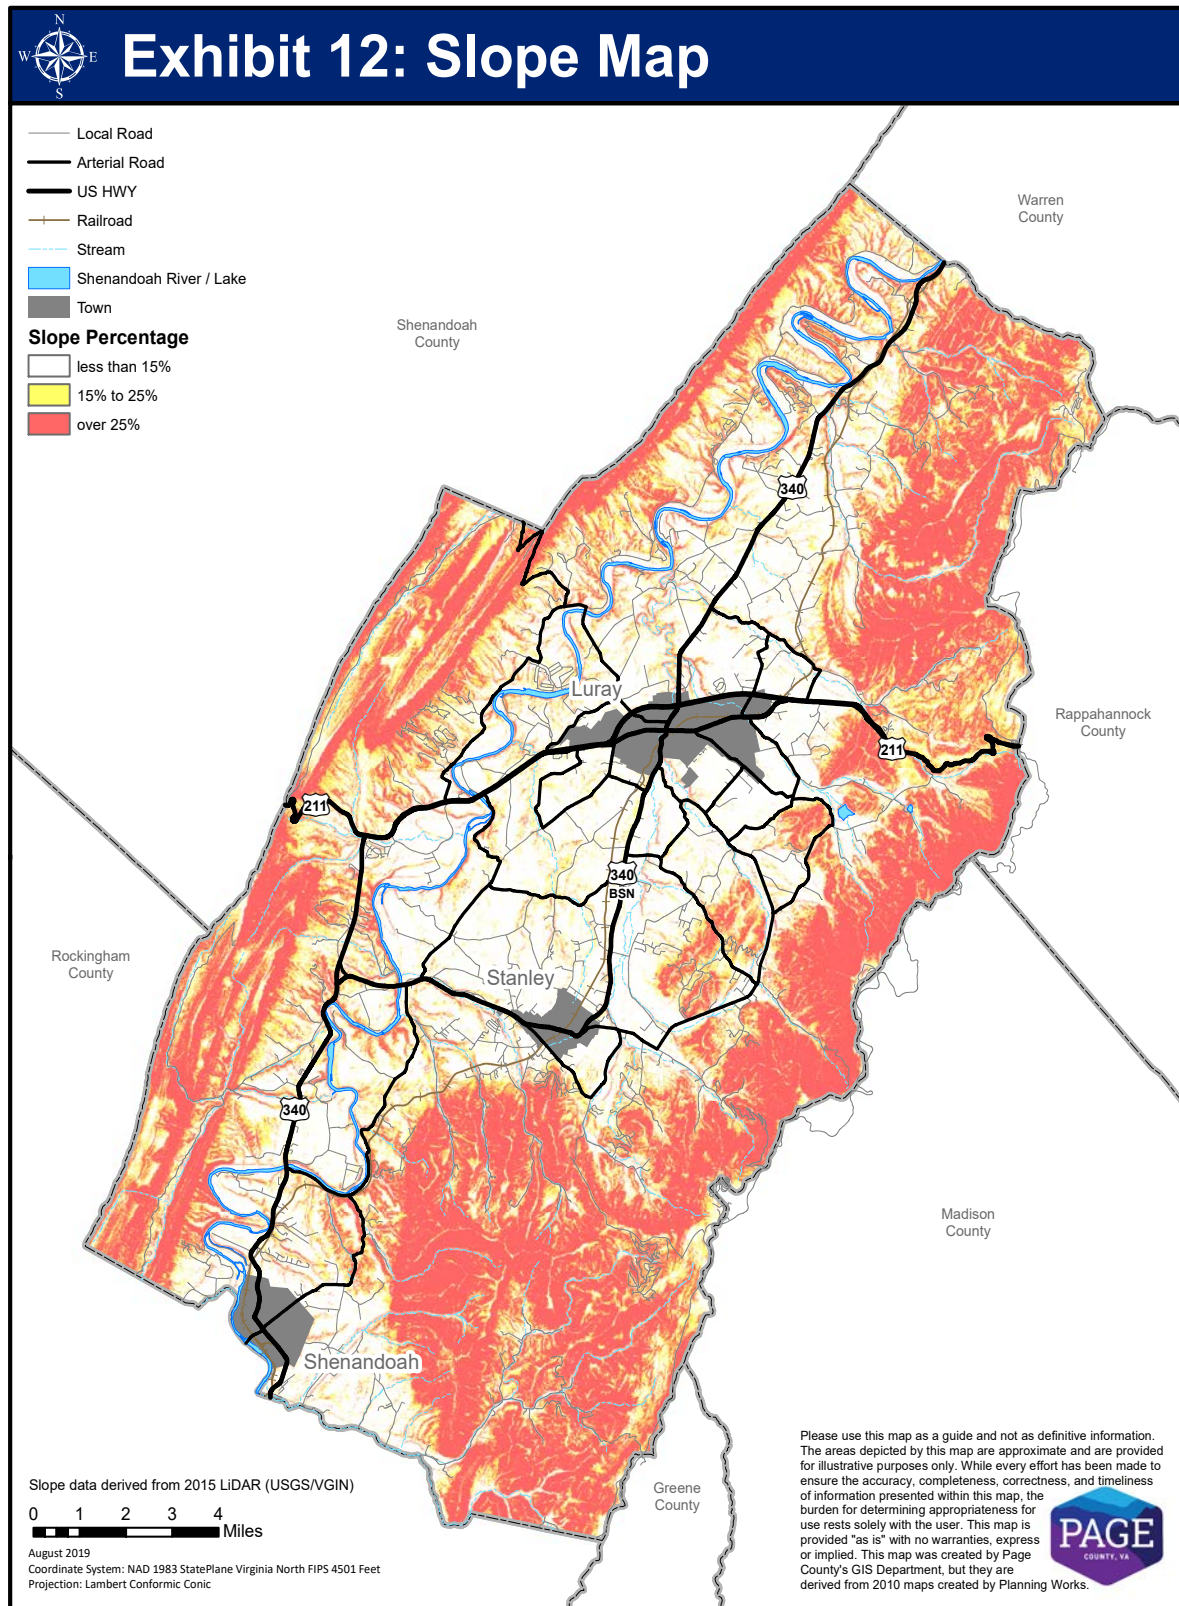 N
W
E
S
Exhibit 12: Slope Map
Local Road
Arterial Road
US HWY
Railroad
Stream
Shenandoah River / Lake
Town
Slope Percentage
less than 15%
15% to 25%
over 25%
Warren
County
Shenandoah
County
340
Luray
Rappahannock
County
211
211
340
BSN
Rockingham
County
Stanley
340
Madison
County
Shenandoah
Greene
County
Slope data derived from 2015 LiDAR (USGS/VGIN)
0 1 2 3 4
Miles
August 2019
Coordinate System: NAD 1983 StatePlane Virginia North FIPS 4501 Feet
Projection: Lambert Conformic Conic
Please use this map as a guide and not as definitive information.
The areas depicted by this map are approximate and are provided
for illustrative purposes only. While every effort has been made to
ensure the accuracy, completeness, correctness, and timeliness
of information presented within this map, the
burden for determining appropriateness for
use rests solely with the user. This map is
provided "as is" with no warranties, express
or implied. This map was created by Page
County's GIS Department, but they are
derived from 2010 maps created by Planning Works.
PAGE
COUNTY, VA